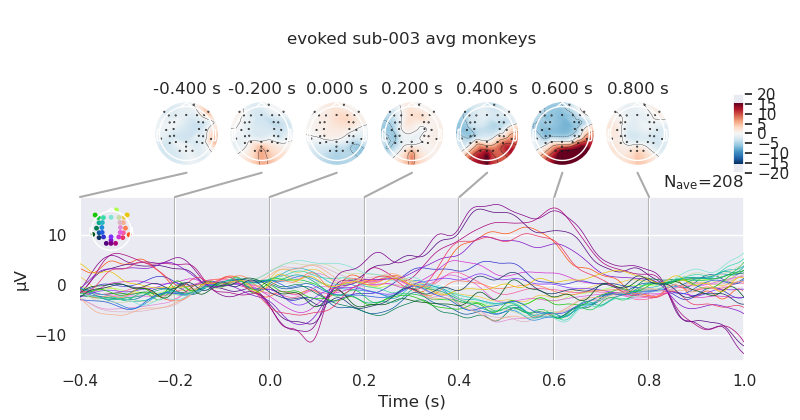 evoked sub-003 avg monkeys
-0.400 s -0.200 s 0.000 s 0.200 s 0.400 s 0.600 s 0.800 s
20
15
10
5
0
−5
−10
−15
−20
Nave=208
10
0
−10
µV
−0.4 −0.2 0.0 0.2 0.4 0.6 0.8 1.0
Time (s)